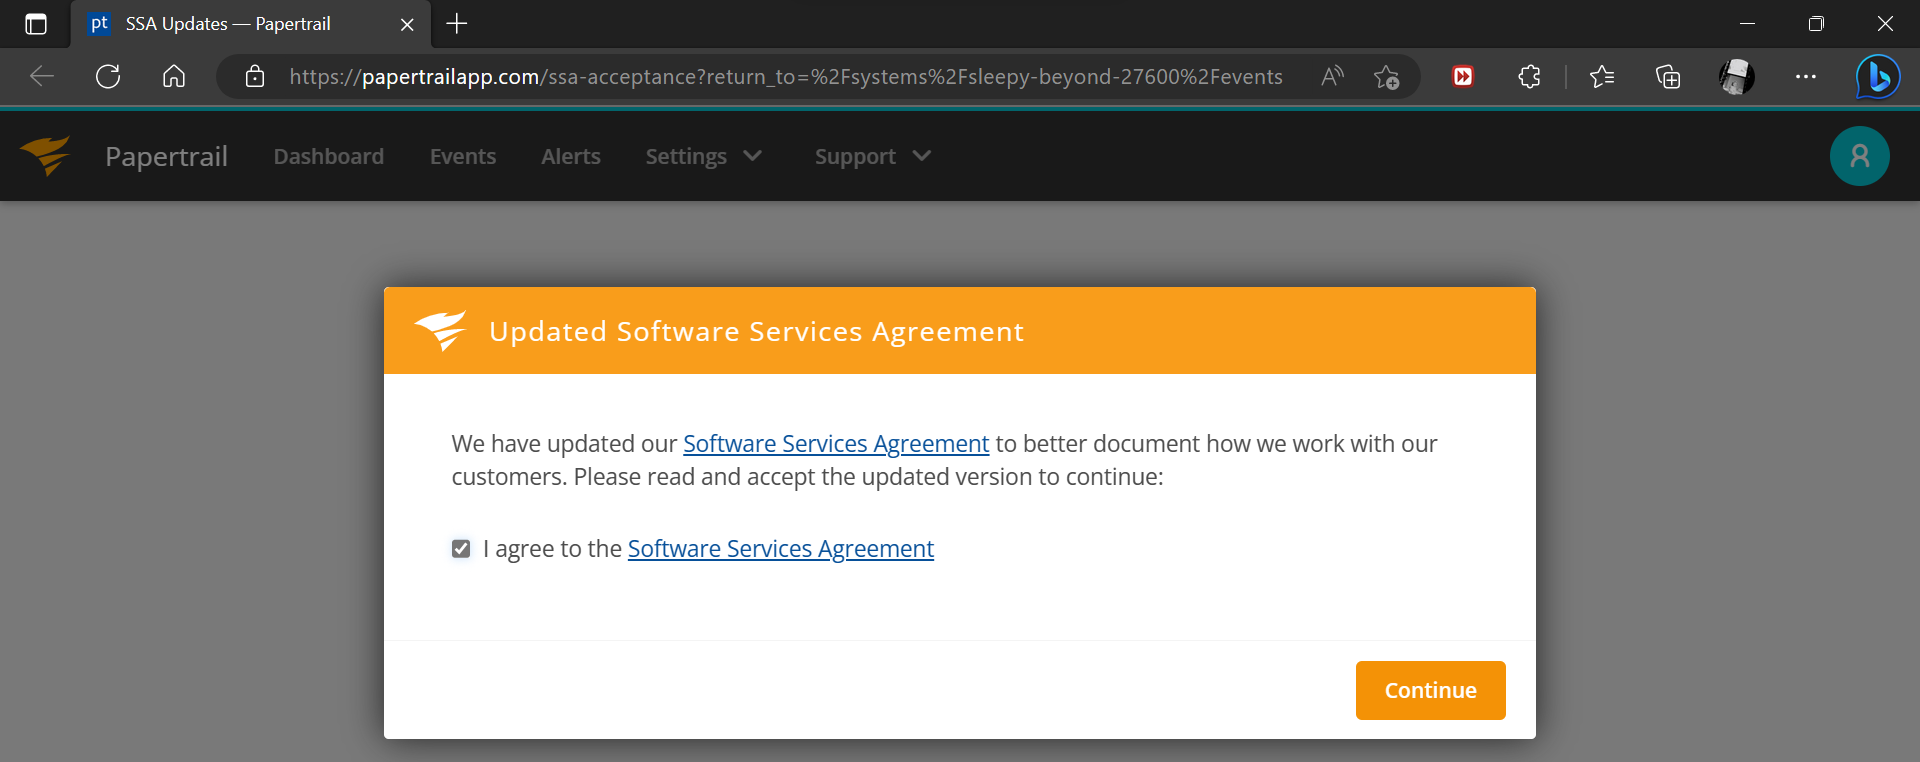 pt SSA Updates — Papertrail
https://papertrailapp.com/ssa-acceptance?return_to=%2Fsystems%2Fsleepy-beyond-27600%2Fevents
Papertrail Dashboard Events Alerts Settings Support
Updated Software Services Agreement
We have updated our Software Services Agreement to better document how we work with our
customers. Please read and accept the updated version to continue:
I agree to the Software Services Agreement
Continue